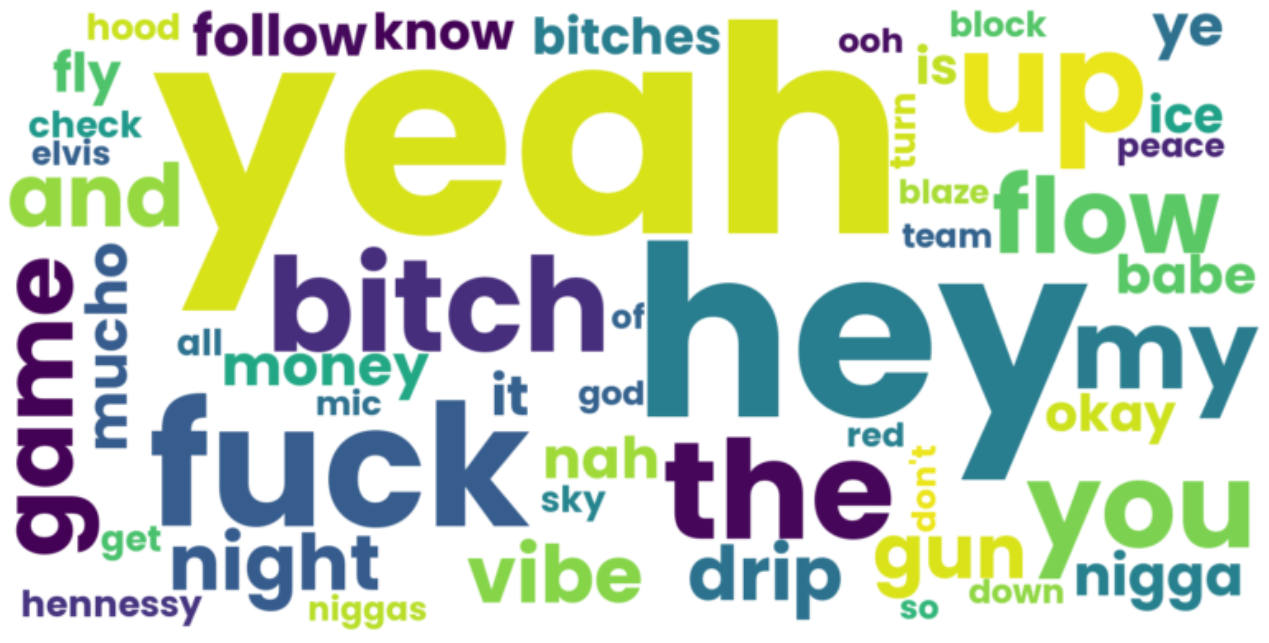 hood
follow
know
bitches
ooh
block
ye
fly
yeah
is
up
check
turn
ice
elvis
peace
and
blaze
flow
team
babe
game
mucho
bitch
of
hey
my
all
money
mic
it
god
okay
fuck
red
nah
the
don't
sky
you
get
night
vibe
drip
gun
nigga
down
hennessy
niggas
so